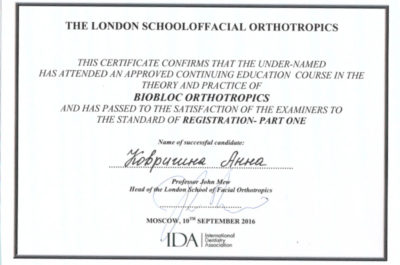 THE LONDON SCHOOLOFFACIAL ORTHOTROPICS
THIS CERTIFICATE CONFIRMS THAT THE UNDER-NAMED
HAS ATTENDED AN APPROVED CONTINUING EDUCATION COURSE IN THE
THEORY AND PRACTICE OF
BIOBLOC ORTHOTROPICS
AND HAS PASSED TO THE SATISFACTION OF THE EXAMINERS TO
THE STANDARD OF REGISTRATION- PART ONE
Name of successful candidate:
Ковригина Анна
Professor John Mew
Head of the London School of Facial Orthotropics
MOSCOW, 10TH SEPTEMBER 2016
IDA International
Dentistry
Association